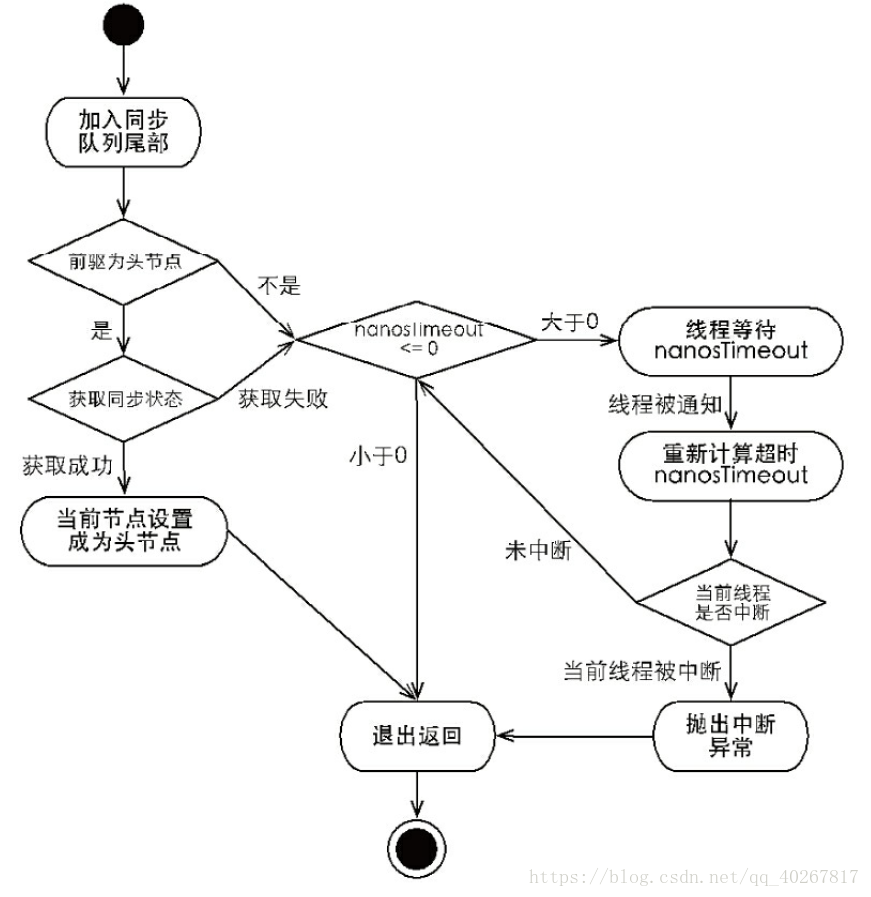 加入同步
队列尾部
前驱为头节点
不是
是
获取同步状态
获取失败
获取成功
当前节点设置
成为头节点
nanosTimeout
<= 0
大于0
小于0
线程等待
nanosTimeout
线程被通知
重新计算超时
nanosTimeout
未中断
当前线程
是否中断
当前线程被中断
抛出中断
异常
退出返回
https://blog.csdn.net/qq_40267817